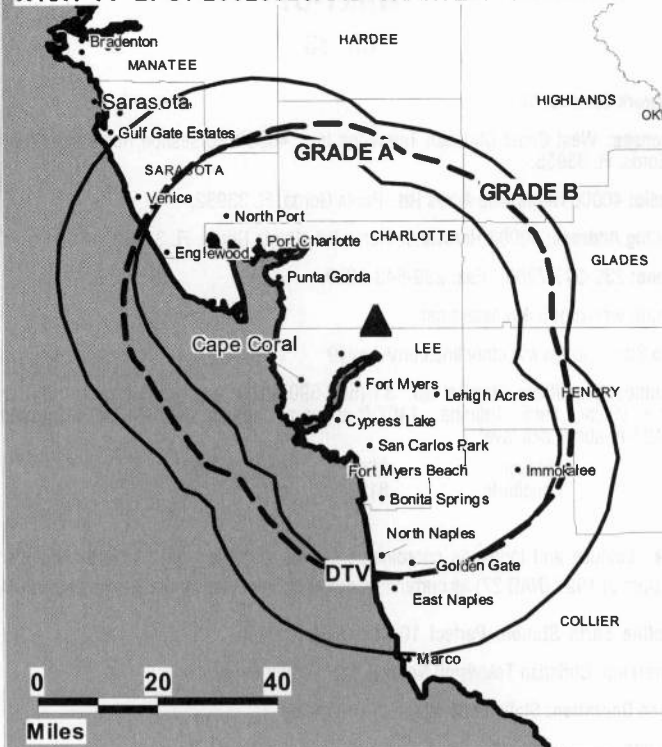 Bradenton
HARDEE
MANATEE
HIGHLANDS
Sarasota
Gulf Gate Estates
GRADE A
GRADE B
SARASOTA
Venice
North Port
CHARLOTTE
Port Charlotte
Englewood
GLADES
Punta Gorda
Cape Coral
LEE
Fort Myers
Lehigh Acres
HENDRY
Cypress Lake
San Carlos Park
Fort Myers Beach
Immokalee
Bonita Springs
North Naples
DTV
Golden Gate
East Naples
COLLIER
Marco
0 20 40
Miles